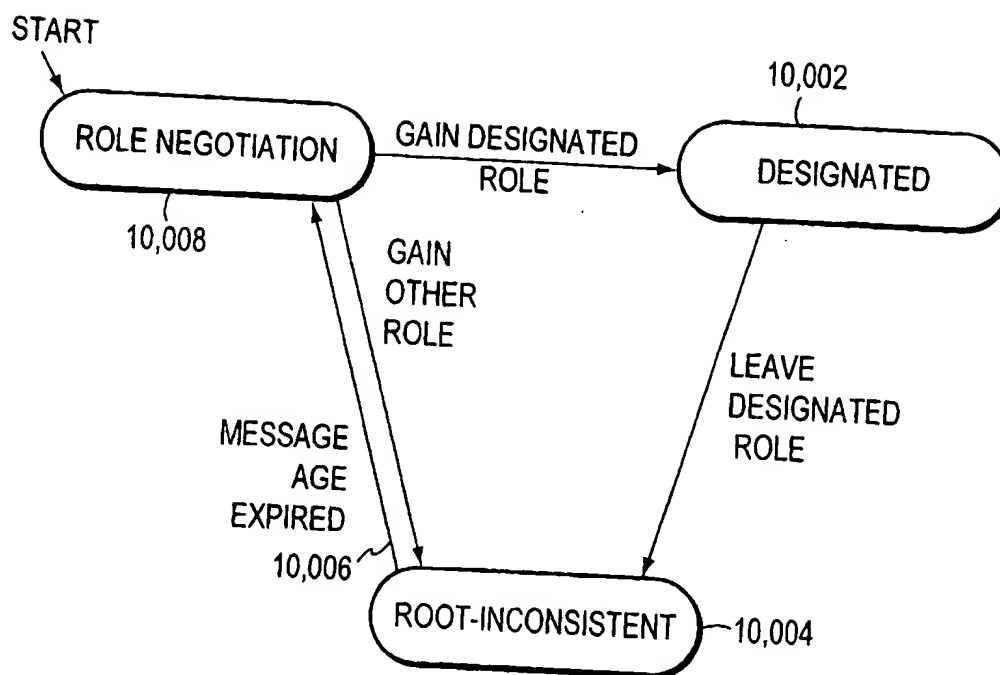 START
10,002
ROLE NEGOTIATION
GAIN DESIGNATED
ROLE
DESIGNATED
10,008
GAIN
OTHER
ROLE
LEAVE
DESIGNATED
ROLE
MESSAGE
AGE
EXPIRED
10,006
ROOT-INCONSISTENT
10,004